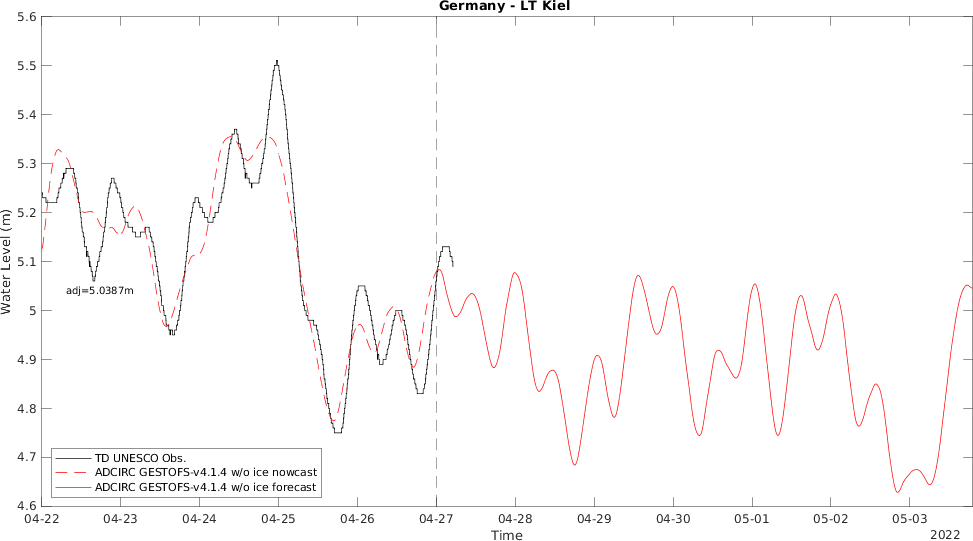 Germany - LT Kiel
5.6
5.5
5.4
5.3
5.2
5.1
5
4.9
4.8
4.7
4.6
Water Level (m)
adj=5.0387m
TD UNESCO Obs.
ADCIRC GESTOFS-v4.1.4 w/o ice nowcast
ADCIRC GESTOFS-v4.1.4 w/o ice forecast
04-22 04-23 04-24 04-25 04-26 04-27 04-28 04-29 04-30 05-01 05-02 05-03
Time
2022